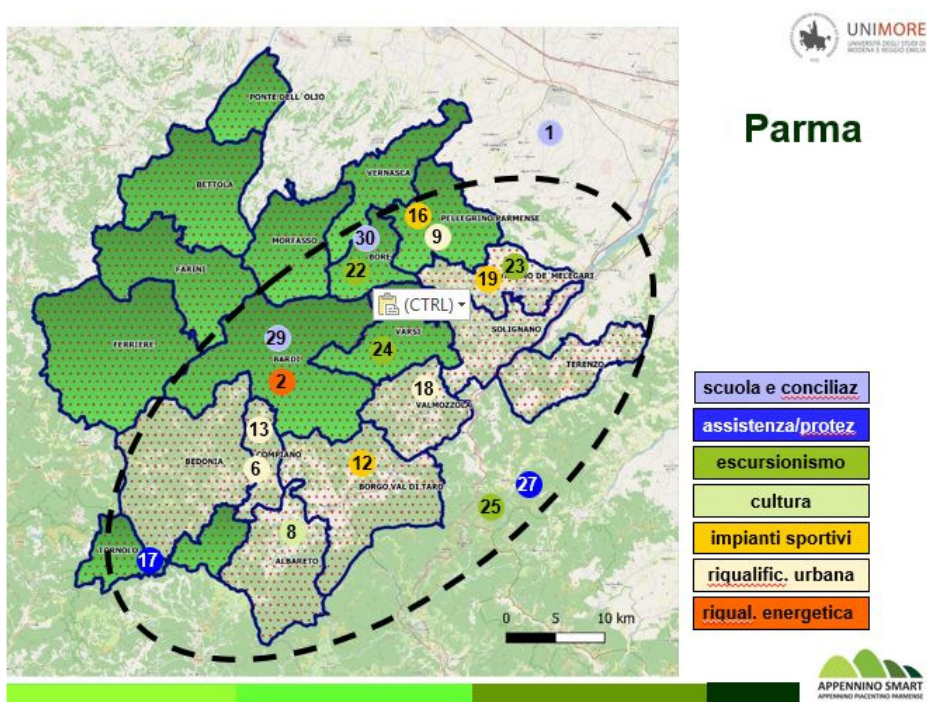 UNIMORE
UNIVERSITÀ DEGLI STUDI DI
MODENA E REGGIO EMILIA
Parma
PONTE DELL' OLIO
1
VERNASCA
BETTOLA
16
PELLEGRINO PARMENSE
30
9
MORFASSO
BORE
FARINI
22
19
23
DE' MELEGARI
(CTRL)
SOLIGNANO
FERRIERE
29
VARSI
BARDI
24
TERENZO
2
18
VALMOZZOLA
13
COMPIANO
BEDONIA
6
12
BORGO VAL DI TARO
27
25
8
TORNOLO
17
ALBARETO
0 5 10 km
scuola e conciliaz
assistenza/protez
escursionismo
cultura
impianti sportivi
riqualific. urbana
riqual. energetica
APPENNINO SMART
APPENNINO PIACENTINO PARMENSE